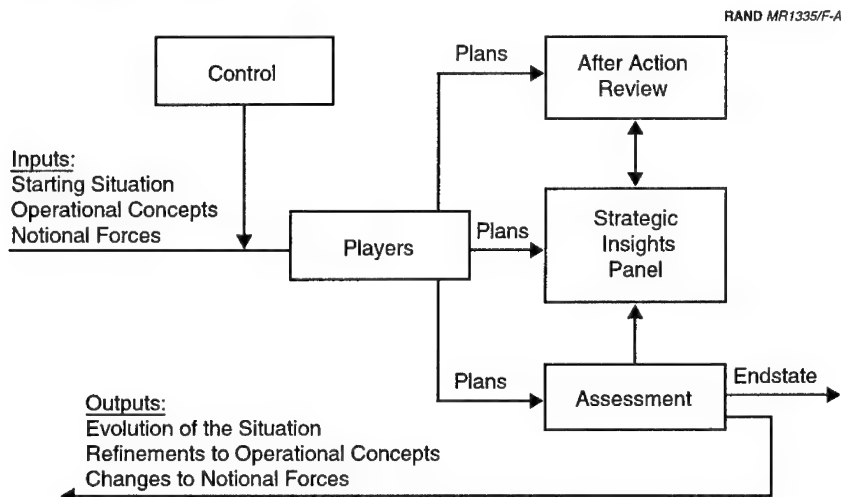 RAND MR1335/F-A
Control
Plans
After Action
Review
Inputs:
Starting Situation
Operational Concepts
Notional Forces
Players
Plans
Strategic
Insights
Panel
Plans
Assessment
Endstate
Outputs:
Evolution of the Situation
Refinements to Operational Concepts
Changes to Notional Forces